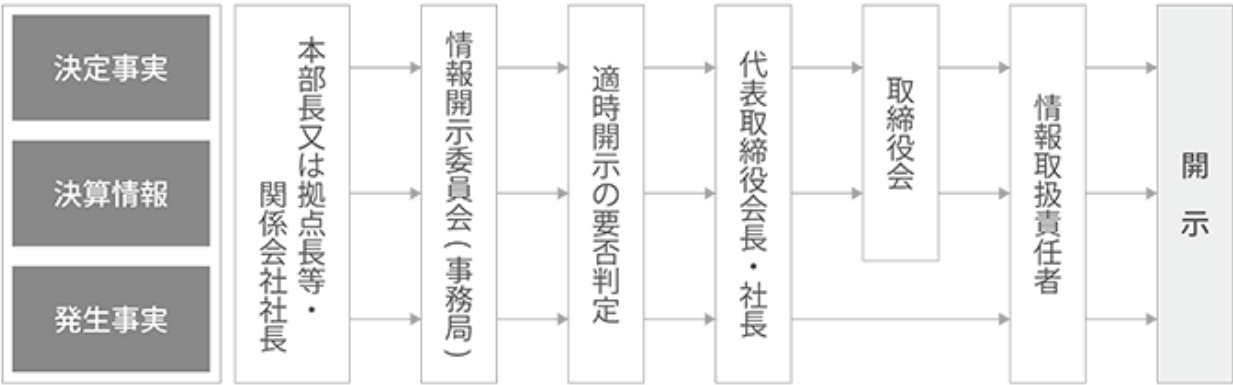 決定事実
決算情報
発生事実
本部長又は拠点長等・
関係会社社長
情報開示委員会(事務局)
適時開示の要否判定
代表取締役会長・社長
取締役会
情報取扱責任者
開示